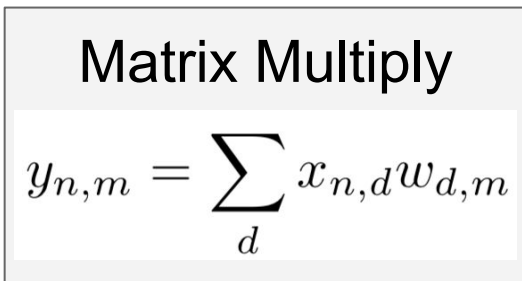 Matrix Multiply
y_{n,m} = \sum_{d} x_{n,d} w_{d,m}